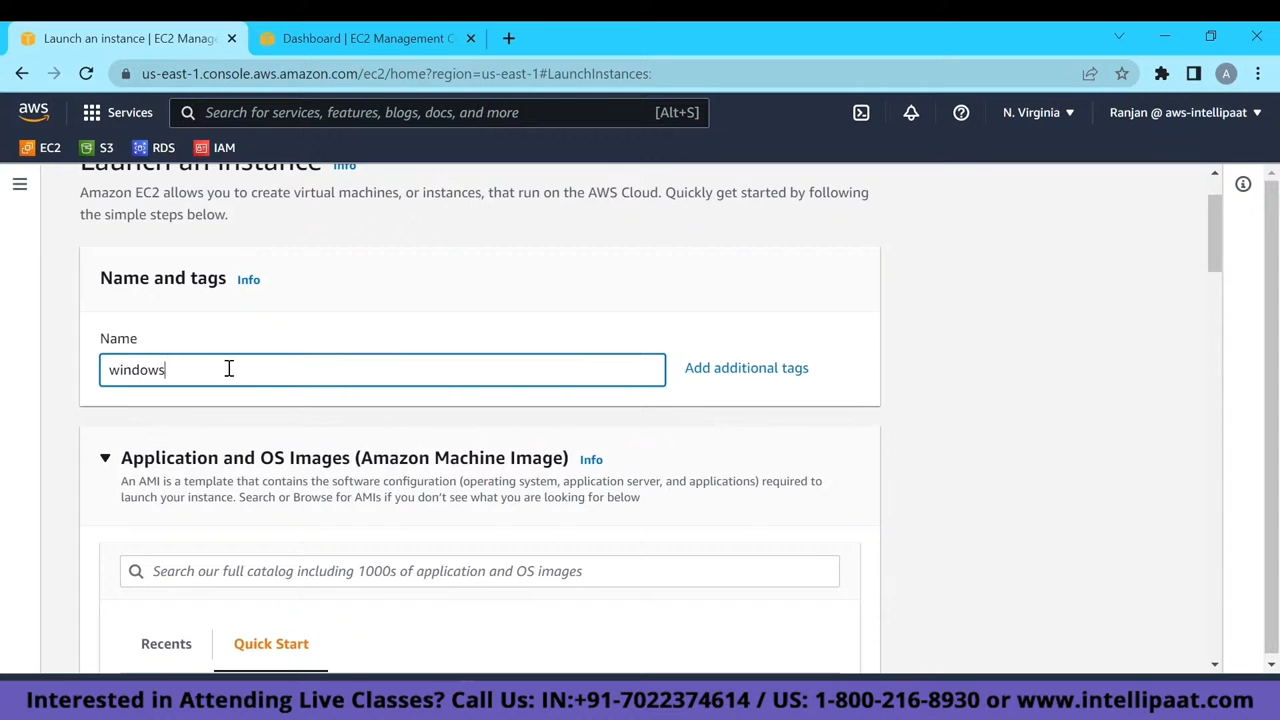 Launch an instance | EC2 Manag
Dashboard | EC2 Management C
us-east-1.console.aws.amazon.com/ec2/home?region=us-east-1#LaunchInstances:
A
aws
Services
Search for services, features, blogs, docs, and more
[Alt+S]
N. Virginia
Ranjan @ aws-intellipaat
EC2
S3
RDS
IAM
Launch an instance
Info
Amazon EC2 allows you to create virtual machines, or instances, that run on the AWS Cloud. Quickly get started by following
the simple steps below.
Name and tags Info
Name
windows
Add additional tags
Application and OS Images (Amazon Machine Image) Info
An AMI is a template that contains the software configuration (operating system, application server, and applications) required to
launch your instance. Search or Browse for AMIs if you don't see what you are looking for below
Search our full catalog including 1000s of application and OS images
Recents
Quick Start
Interested in Attending Live Classes? Call Us: IN:+91-7022374614 / US: 1-800-216-8930 or www.intellipaat.com